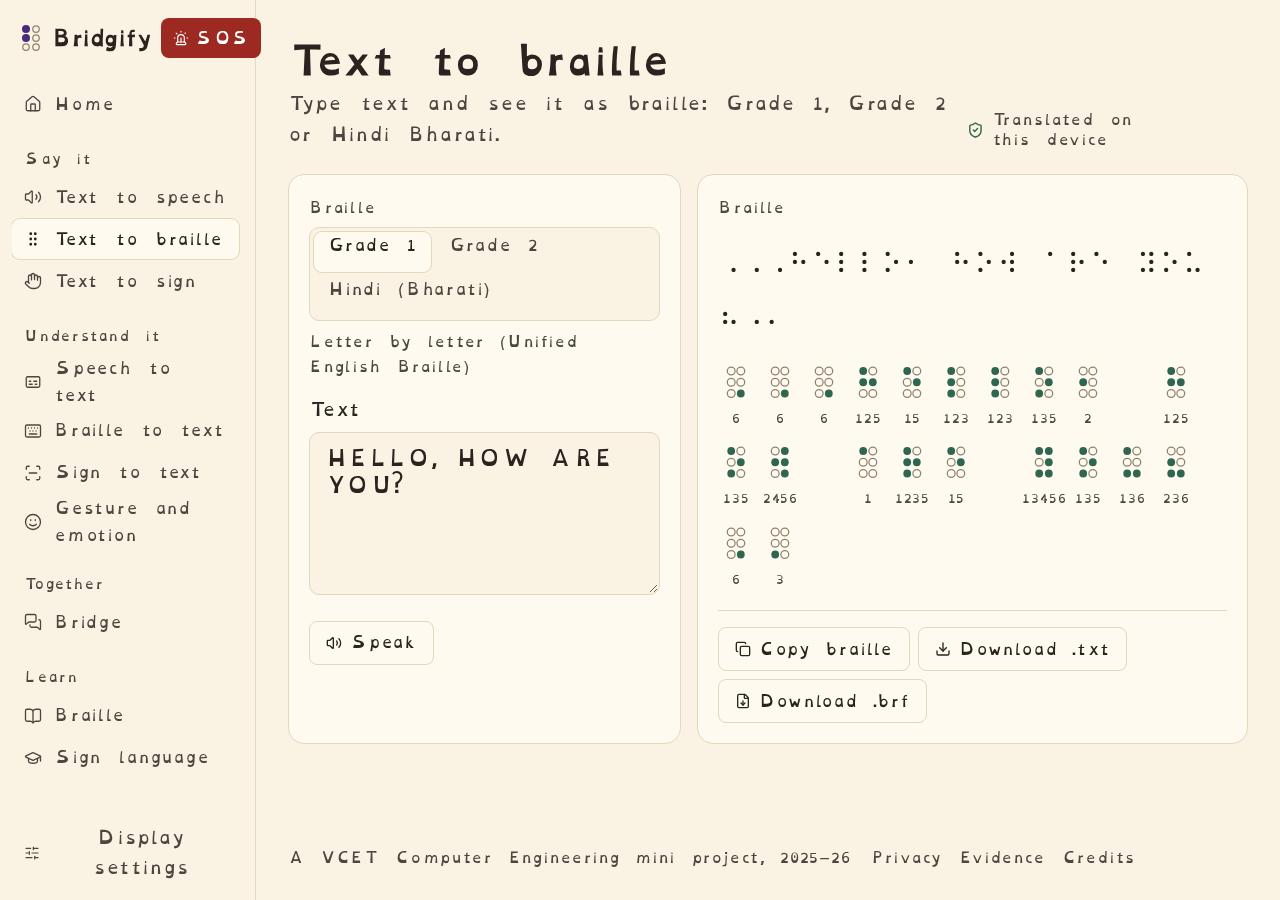 Bridgify
SOS
Home
Say it
Text to speech
Text to braille
Text to sign
Understand it
Speech to
text
Braille to text
Sign to text
Gesture and
emotion
Together
Bridge
Learn
Braille
Sign language
Display
settings
Text to braille
Type text and see it as braille: Grade 1, Grade 2
or Hindi Bharati.
Translated on
this device
Braille
Grade 1 Grade 2
Hindi (Bharati)
Letter by letter (Unified
English Braille)
Text
HELLO, HOW ARE
YOU?
Speak
Braille
⠠⠠⠠⠓⠑⠇⠇⠕⠂ ⠓⠕⠺ ⠁⠗⠑ ⠽⠕⠥
⠦⠠⠄
6 6 6 125 15 123 123 135 2 125
135 2456 1 1235 15 13456 135 136 236
6 3
Copy braille
Download .txt
Download .brf
A VCET Computer Engineering mini project, 2025–26 Privacy Evidence Credits